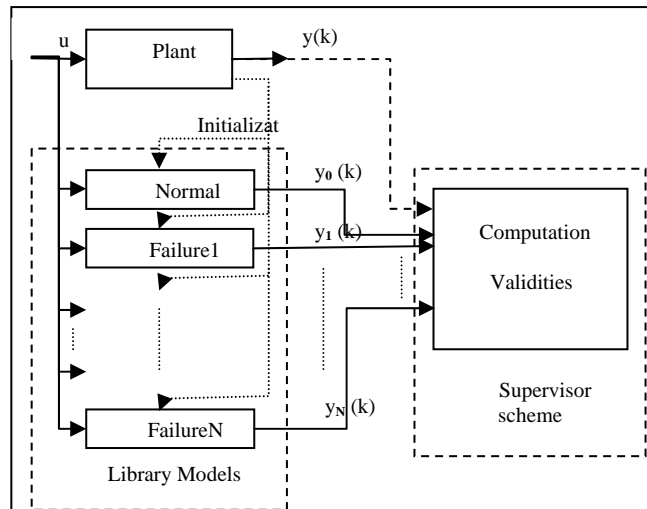 u
Plant
y(k)
Initializat
Normal
y₀ (k)
Failure1
y₁ (k)
Computation
Validities
FailureN
y_N (k)
Supervisor
scheme
Library Models